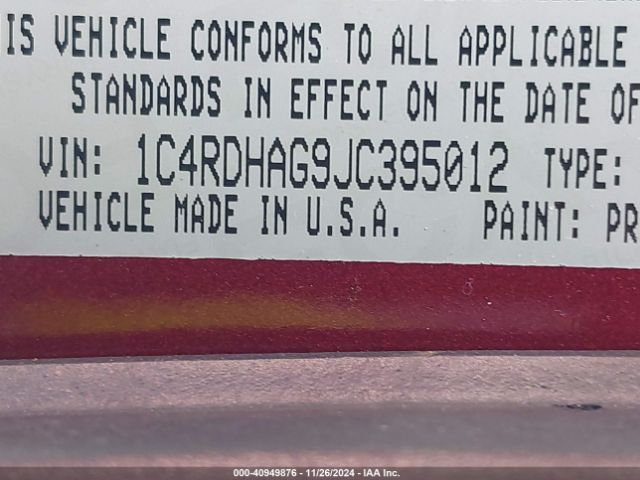 IS VEHICLE CONFORMS TO ALL APPLICABLE
STANDARDS IN EFFECT ON THE DATE OF
VIN: 1C4RDHAG9JC395012 TYPE:
VEHICLE MADE IN U.S.A. PAINT: PR
000-40949876 - 11/26/2024 - IAA Inc.